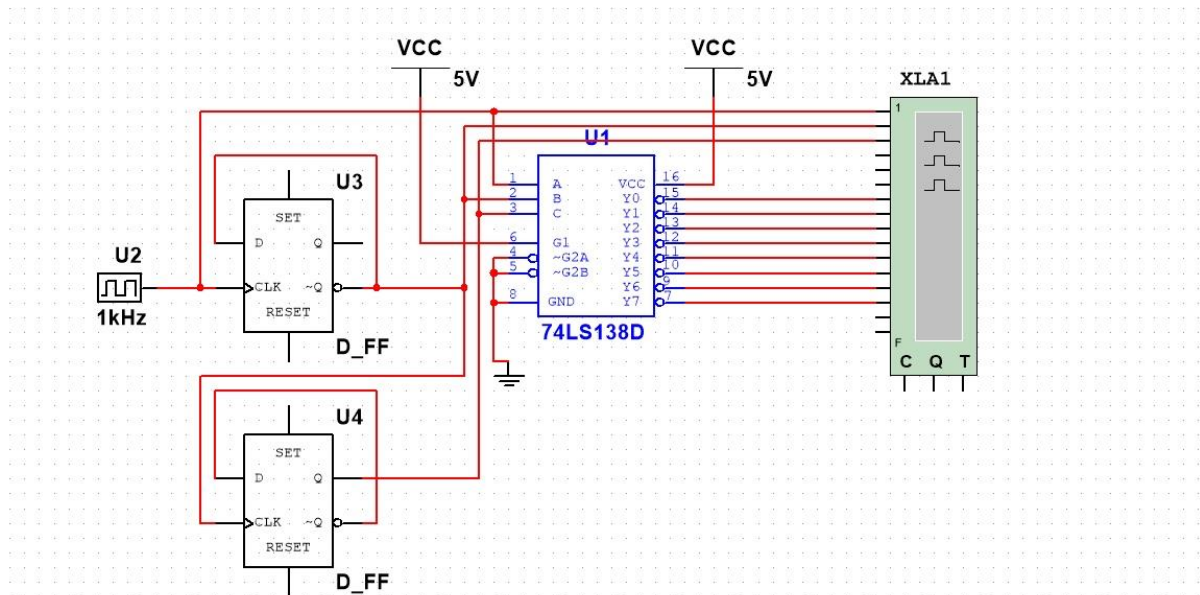 VCC
5V
VCC
5V
XLA1
1
F
C Q T
U1
1 A
2 B
3 C
6 G1
4 ~G2A
5 ~G2B
8 GND
VCC 16
Y0 15
Y1 14
Y2 13
Y3 12
Y4 11
Y5 10
Y6 9
Y7 7
74LS138D
U3
SET
D Q
CLK ~Q
RESET
D_FF
U2
1kHz
U4
SET
D Q
CLK ~Q
RESET
D_FF